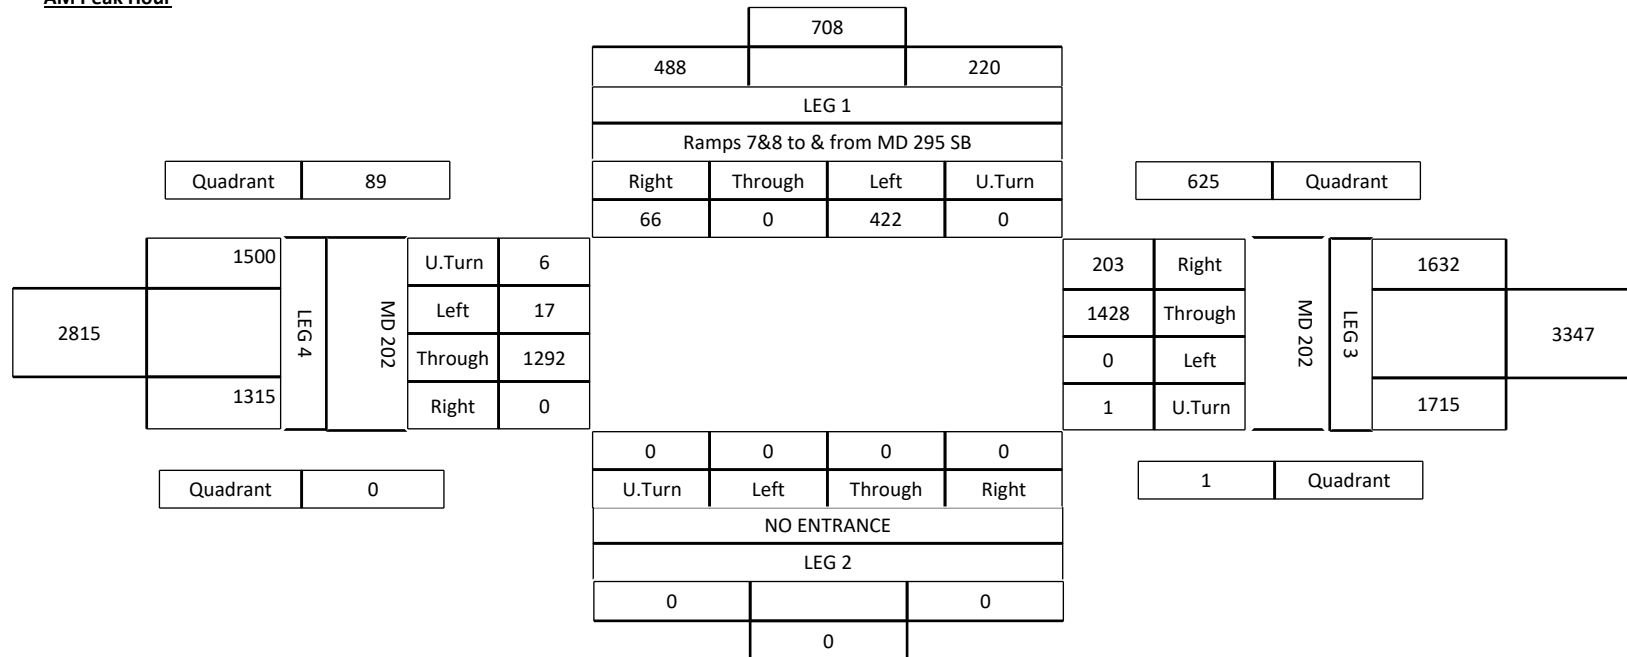 AM Peak Hour
708
488 220
LEG 1
Ramps 7&8 to & from MD 295 SB
Quadrant 89
Right Through Left U.Turn
625 Quadrant
66 0 422 0
1500
U.Turn 6
203 Right
1632
2815
LEG 4
MD 202
Left 17
1428 Through
MD 202
LEG 3
3347
Through 1292
0 Left
1315
Right 0
1 U.Turn
1715
0 0 0 0
Quadrant 0
U.Turn Left Through Right
1 Quadrant
NO ENTRANCE
LEG 2
0 0
0